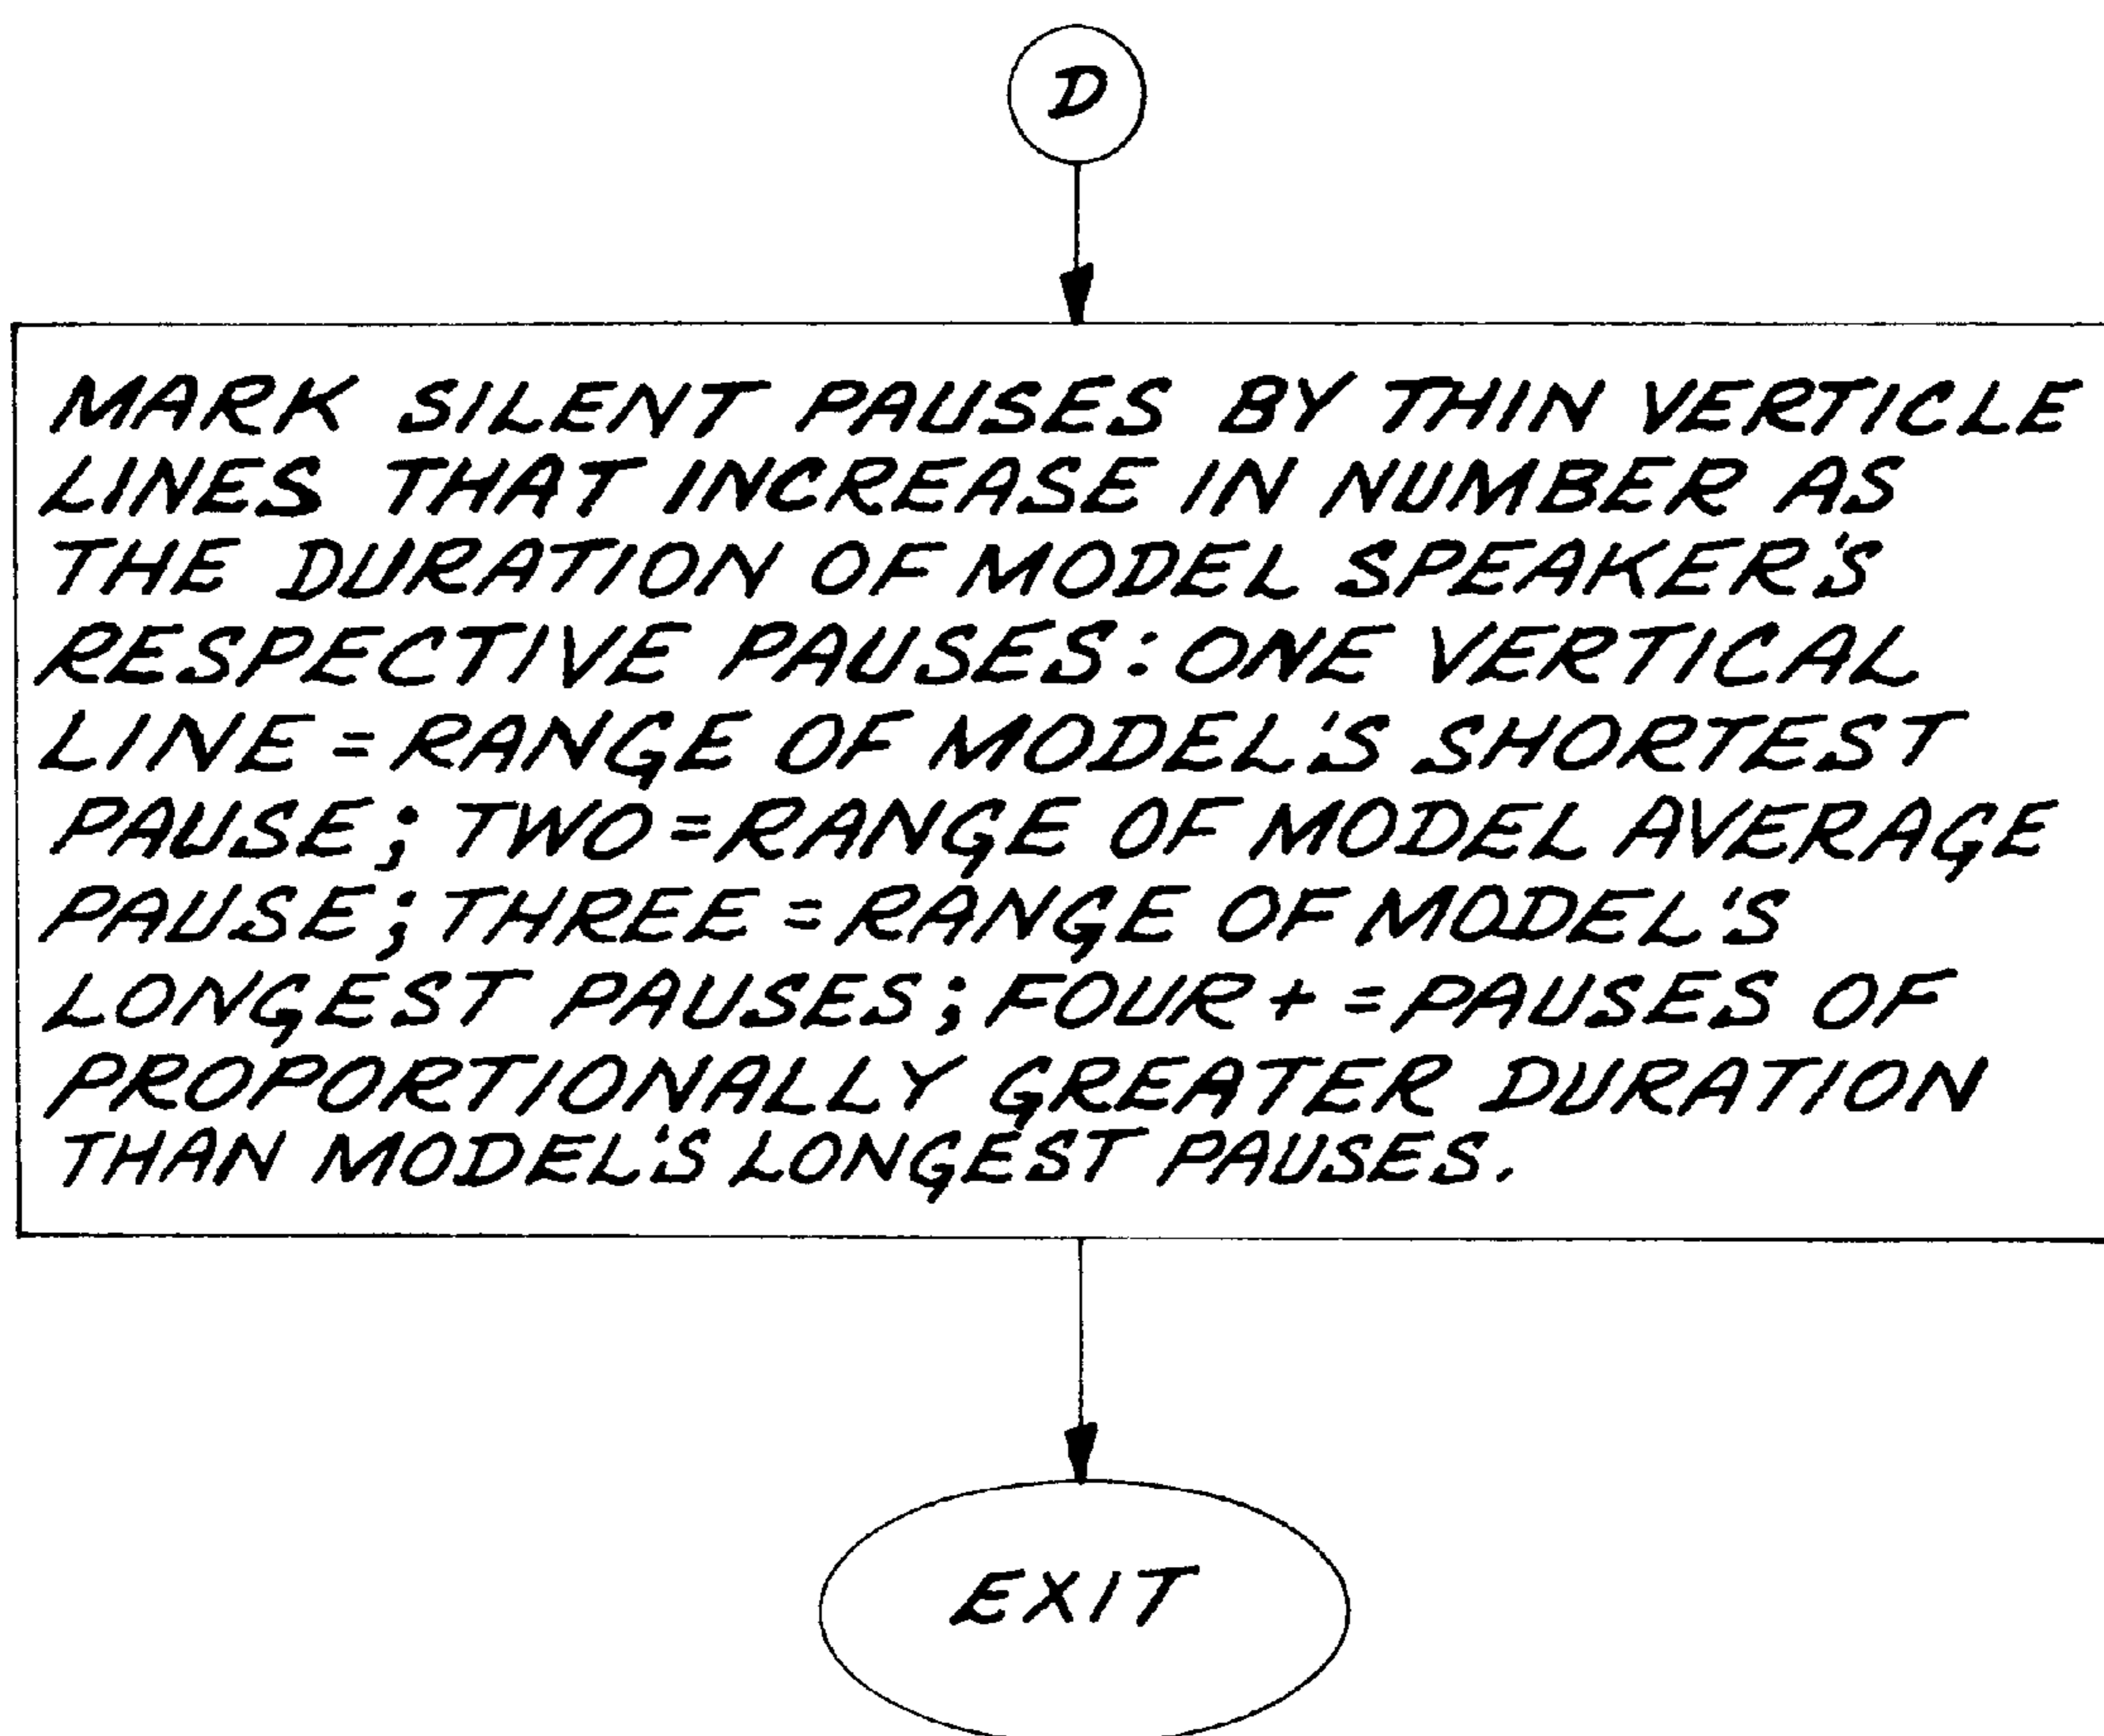 D
MARK SILENT PAUSES BY THIN VERTICLE
LINES THAT INCREASE IN NUMBER AS
THE DURATION OF MODEL SPEAKER'S
RESPECTIVE PAUSES: ONE VERTICAL
LINE = RANGE OF MODEL'S SHORTEST
PAUSE; TWO = RANGE OF MODEL AVERAGE
PAUSE; THREE = RANGE OF MODEL'S
LONGEST PAUSES; FOUR + = PAUSES OF
PROPORTIONALLY GREATER DURATION
THAN MODEL'S LONGEST PAUSES.
EXIT